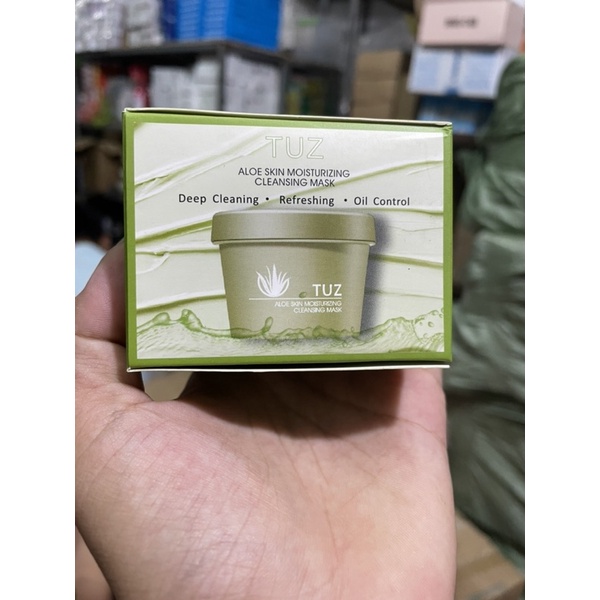 TUZ
ALOE SKIN MOISTURIZING
CLEANSING MASK
Deep Cleaning • Refreshing • Oil Control
TUZ
ALOE SKIN MOISTURIZING
CLEANSING MASK